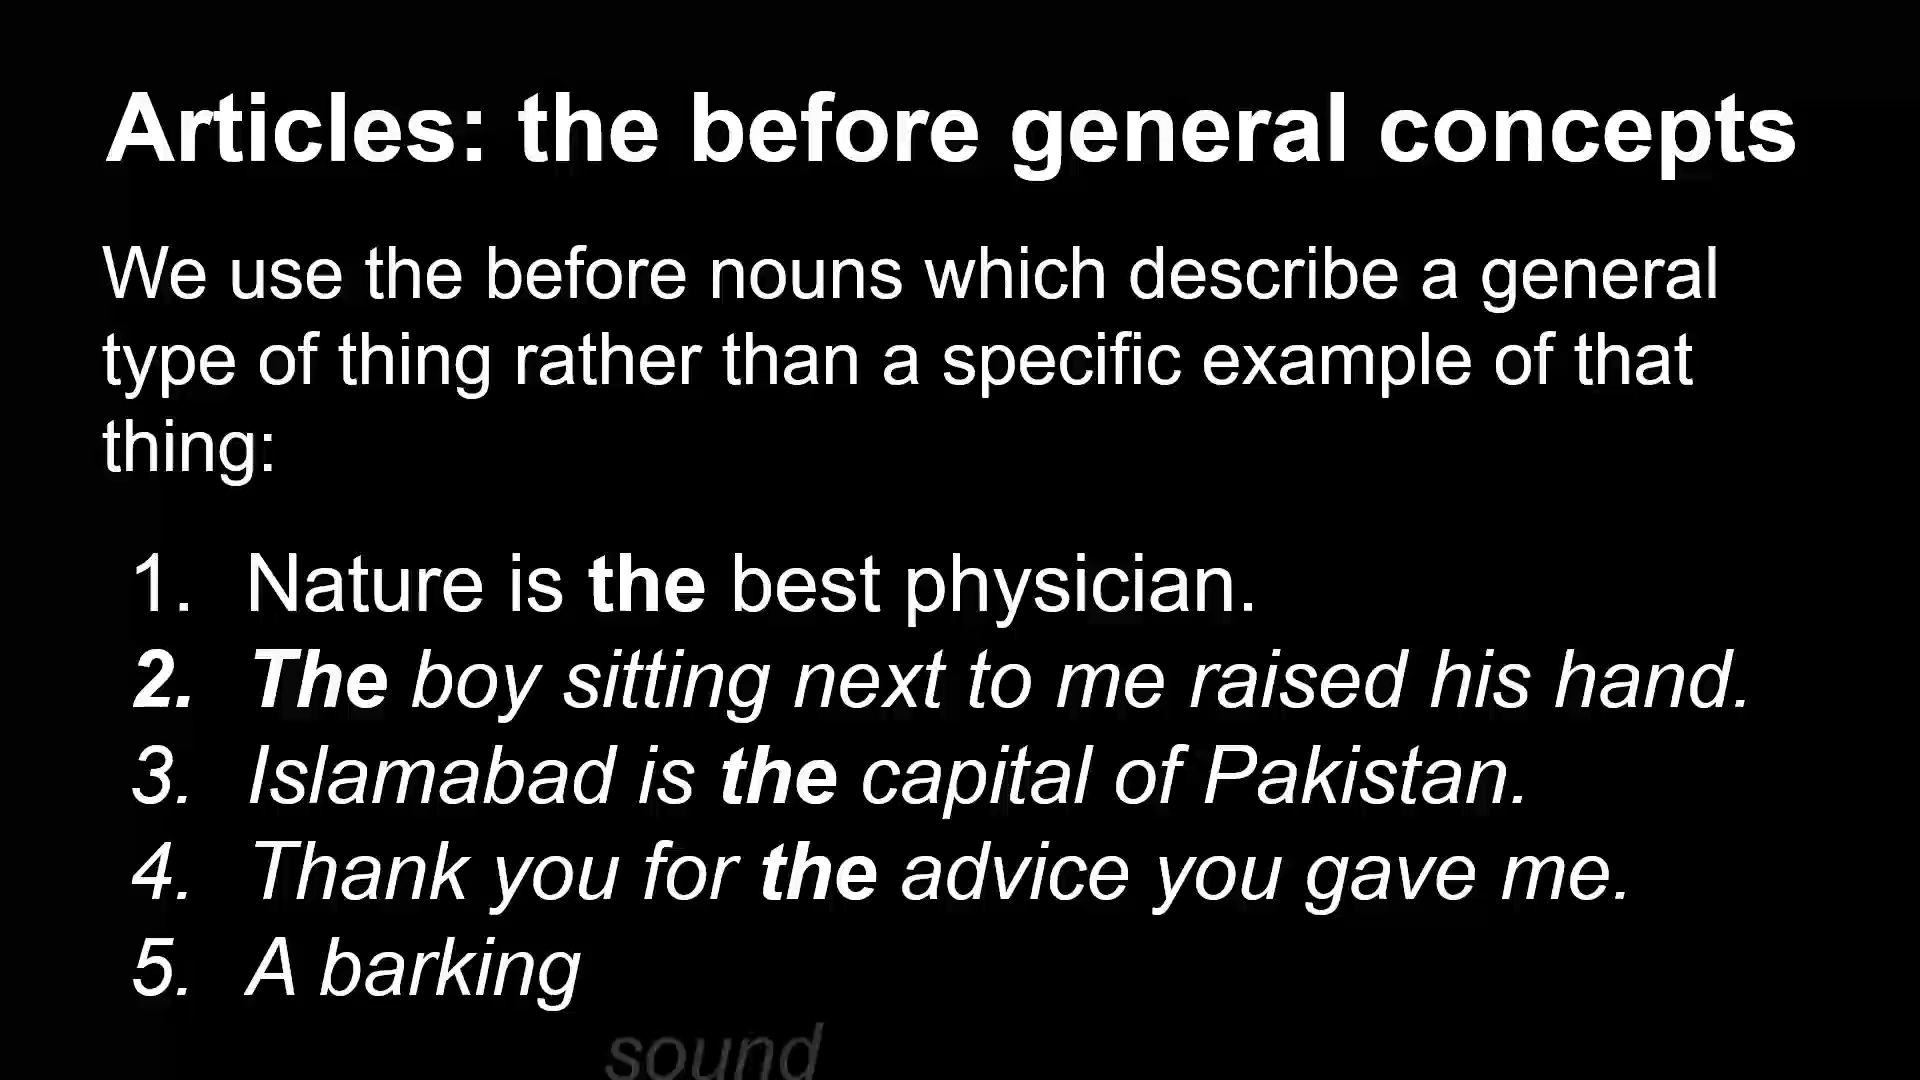 Articles: the before general concepts
We use the before nouns which describe a general
type of thing rather than a specific example of that
thing:
1. Nature is the best physician.
2. The boy sitting next to me raised his hand.
3. Islamabad is the capital of Pakistan.
4. Thank you for the advice you gave me.
5. A barking
sound